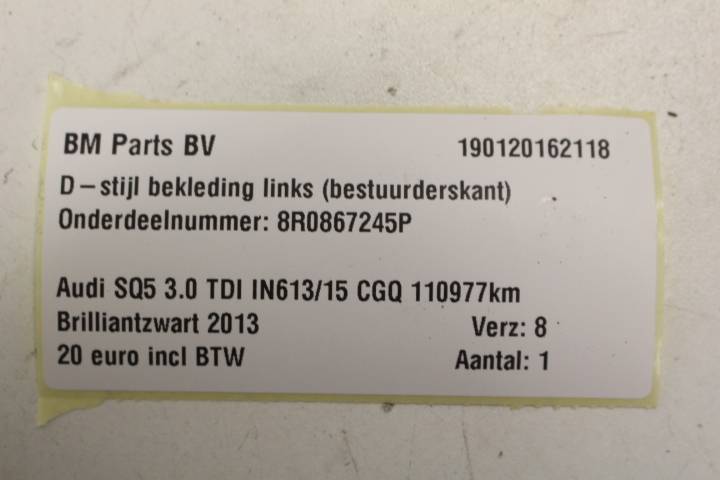 BM Parts BV 190120162118
D-stijl bekleding links (bestuurderskant)
Onderdeelnummer: 8R0867245P
Audi SQ5 3.0 TDI IN613/15 CGQ 110977km
Brilliantzwart 2013 Verz: 8
20 euro incl BTW Aantal: 1